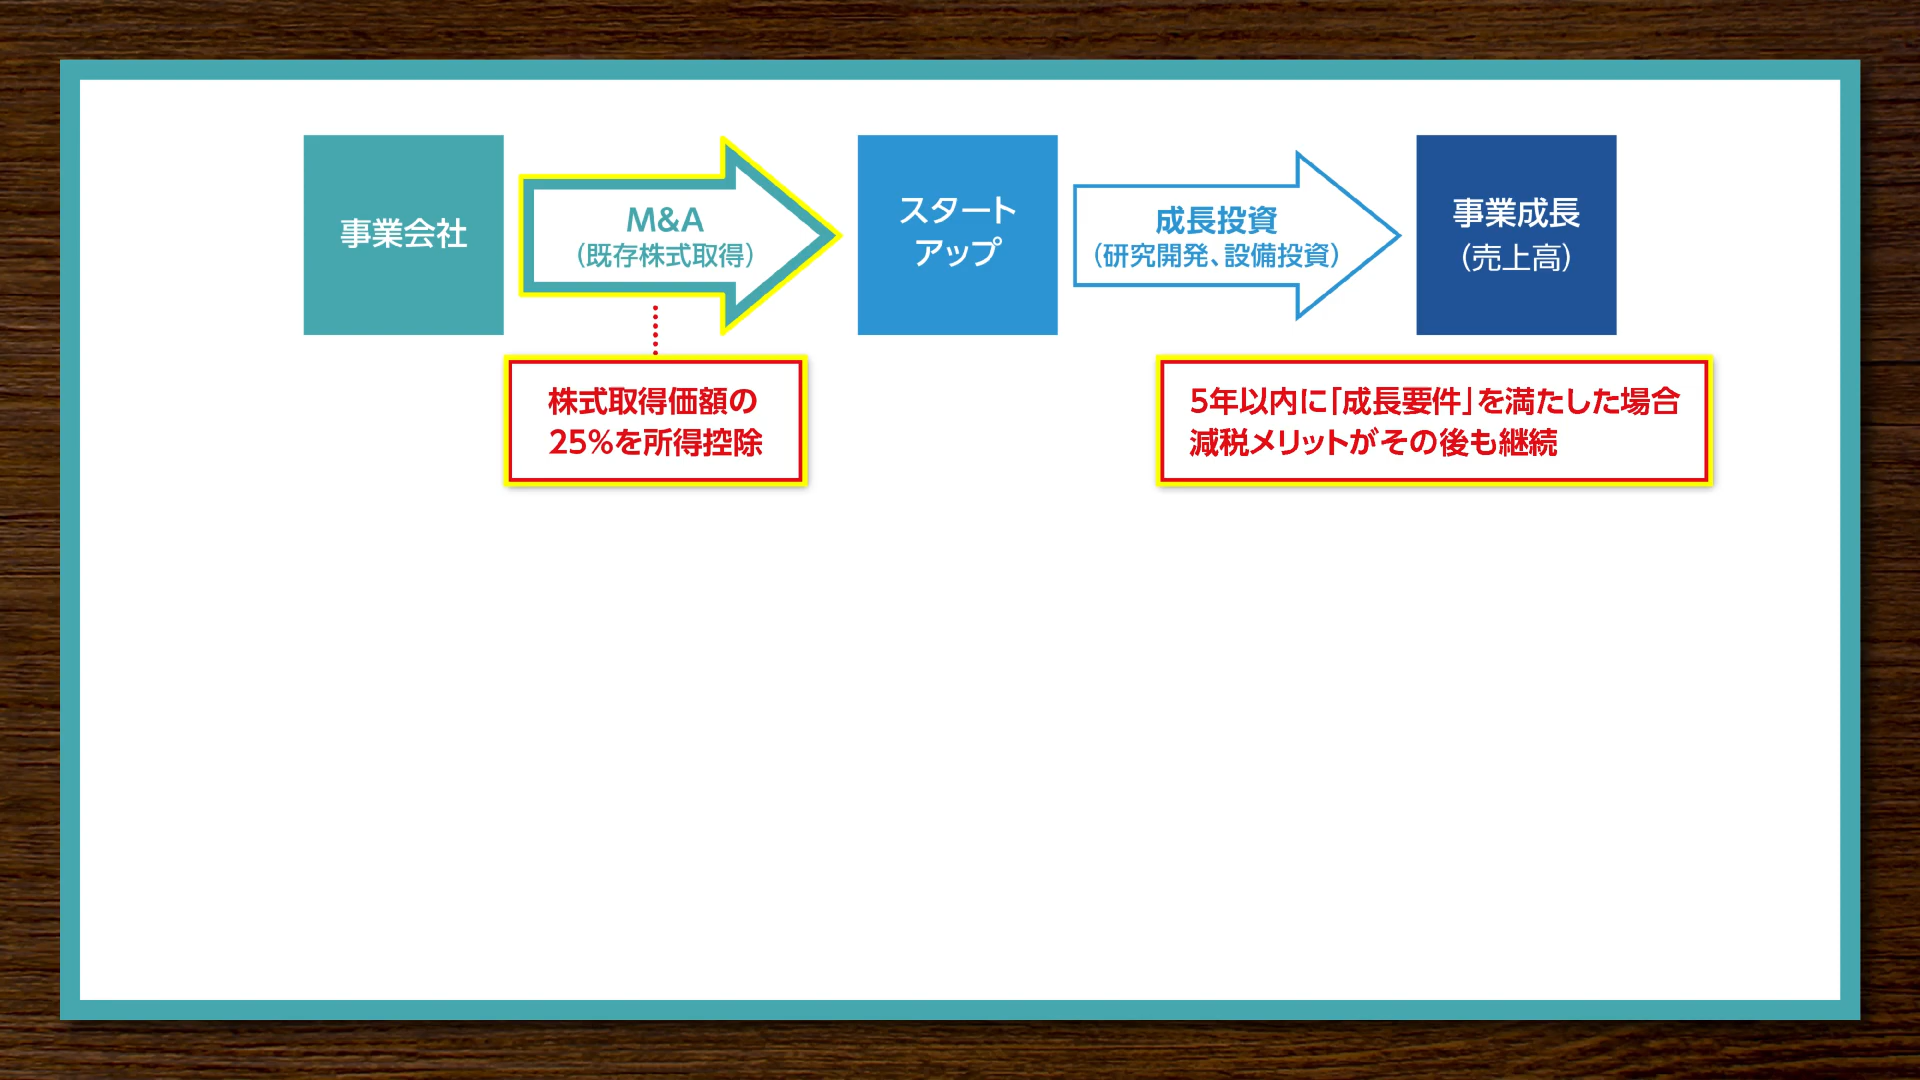 事業会社
M&A
（既存株式取得）
スタート
アップ
成長投資
（研究開発、設備投資）
事業成長
（売上高）
株式取得価額の
25%を所得控除
5年以内に「成長要件」を満たした場合
減税メリットがその後も継続